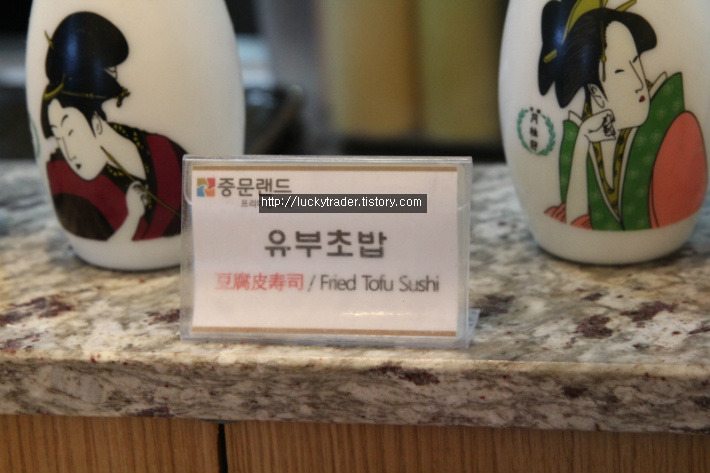 중문랜드
http://luckytrader.tistory.com
유부초밥
豆腐皮寿司 / Fried Tofu Sushi